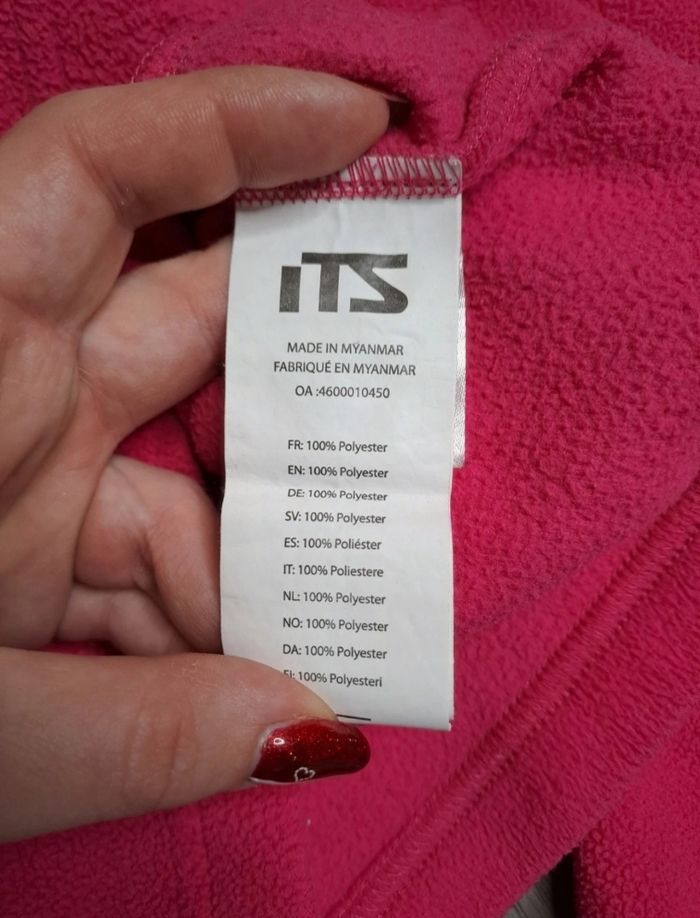 ITS
MADE IN MYANMAR
FABRIQUÉ EN MYANMAR
OA :4600010450
FR: 100% Polyester
EN: 100% Polyester
DE: 100% Polyester
SV: 100% Polyester
ES: 100% Poliéster
IT: 100% Poliestere
NL: 100% Polyester
NO: 100% Polyester
DA: 100% Polyester
FI: 100% Polyesteri